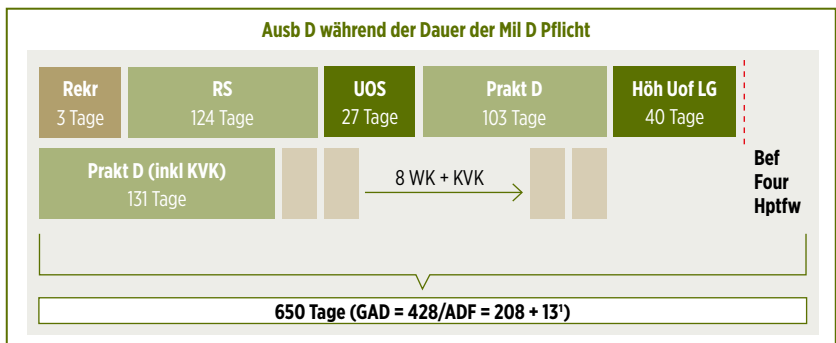 Ausb D während der Dauer der Mil D Pflicht
Rekr
3 Tage
RS
124 Tage
UOS
27 Tage
Prakt D
103 Tage
Höh Uof LG
40 Tage
Prakt D (inkl KVK)
131 Tage
8 WK + KVK
Bef
Four
Hptfw
650 Tage (GAD = 428/ADF = 208 + 13¹)